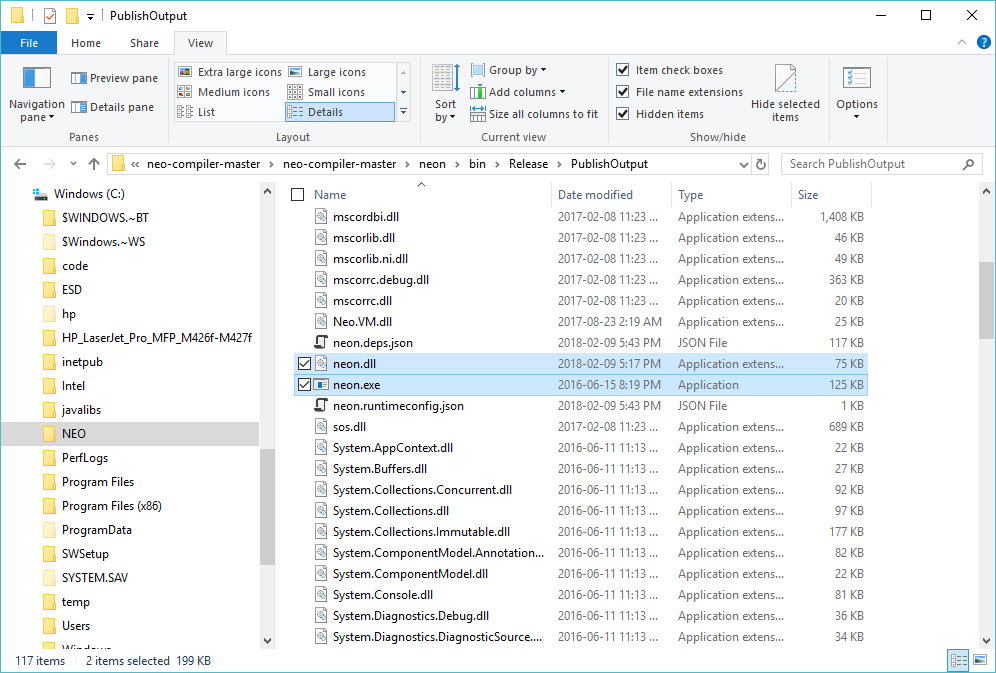 PublishOutput
File Home Share View
Navigation pane
Preview pane
Details pane
Panes
Extra large icons Large icons
Medium icons Small icons
List Details
Layout
Sort by
Group by
Add columns
Size all columns to fit
Current view
Item check boxes
File name extensions
Hidden items
Hide selected items
Show/hide
Options
« neo-compiler-master › neo-compiler-master › neon › bin › Release › PublishOutput
Search PublishOutput
Windows (C:)
$WINDOWS.~BT
$Windows.~WS
code
ESD
hp
HP_LaserJet_Pro_MFP_M426f-M427f
inetpub
Intel
javalibs
NEO
PerfLogs
Program Files
Program Files (x86)
ProgramData
SWSetup
SYSTEM.SAV
temp
Users
Windows
Name Date modified Type Size
mscordbi.dll 2017-02-08 11:23 ... Application extens... 1,408 KB
mscorlib.dll 2017-02-08 11:23 ... Application extens... 46 KB
mscorlib.ni.dll 2017-02-08 11:23 ... Application extens... 49 KB
mscorrc.debug.dll 2017-02-08 11:23 ... Application extens... 363 KB
mscorrc.dll 2017-02-08 11:23 ... Application extens... 20 KB
Neo.VM.dll 2017-08-23 2:19 AM Application extens... 25 KB
neon.deps.json 2018-02-09 5:43 PM JSON File 117 KB
neon.dll 2018-02-09 5:17 PM Application extens... 75 KB
neon.exe 2016-06-15 8:19 PM Application 125 KB
neon.runtimeconfig.json 2018-02-09 5:43 PM JSON File 1 KB
sos.dll 2017-02-08 11:23 ... Application extens... 689 KB
System.AppContext.dll 2016-06-11 11:13 ... Application extens... 22 KB
System.Buffers.dll 2016-06-11 11:13 ... Application extens... 27 KB
System.Collections.Concurrent.dll 2016-06-11 11:13 ... Application extens... 92 KB
System.Collections.dll 2016-06-11 11:13 ... Application extens... 97 KB
System.Collections.Immutable.dll 2016-06-11 11:13 ... Application extens... 177 KB
System.ComponentModel.Annotation... 2016-06-11 11:13 ... Application extens... 82 KB
System.ComponentModel.dll 2016-06-11 11:13 ... Application extens... 22 KB
System.Console.dll 2016-06-11 11:13 ... Application extens... 81 KB
System.Diagnostics.Debug.dll 2016-06-11 11:13 ... Application extens... 36 KB
System.Diagnostics.DiagnosticSource.... 2016-06-11 11:13 ... Application extens... 34 KB
117 items 2 items selected 199 KB